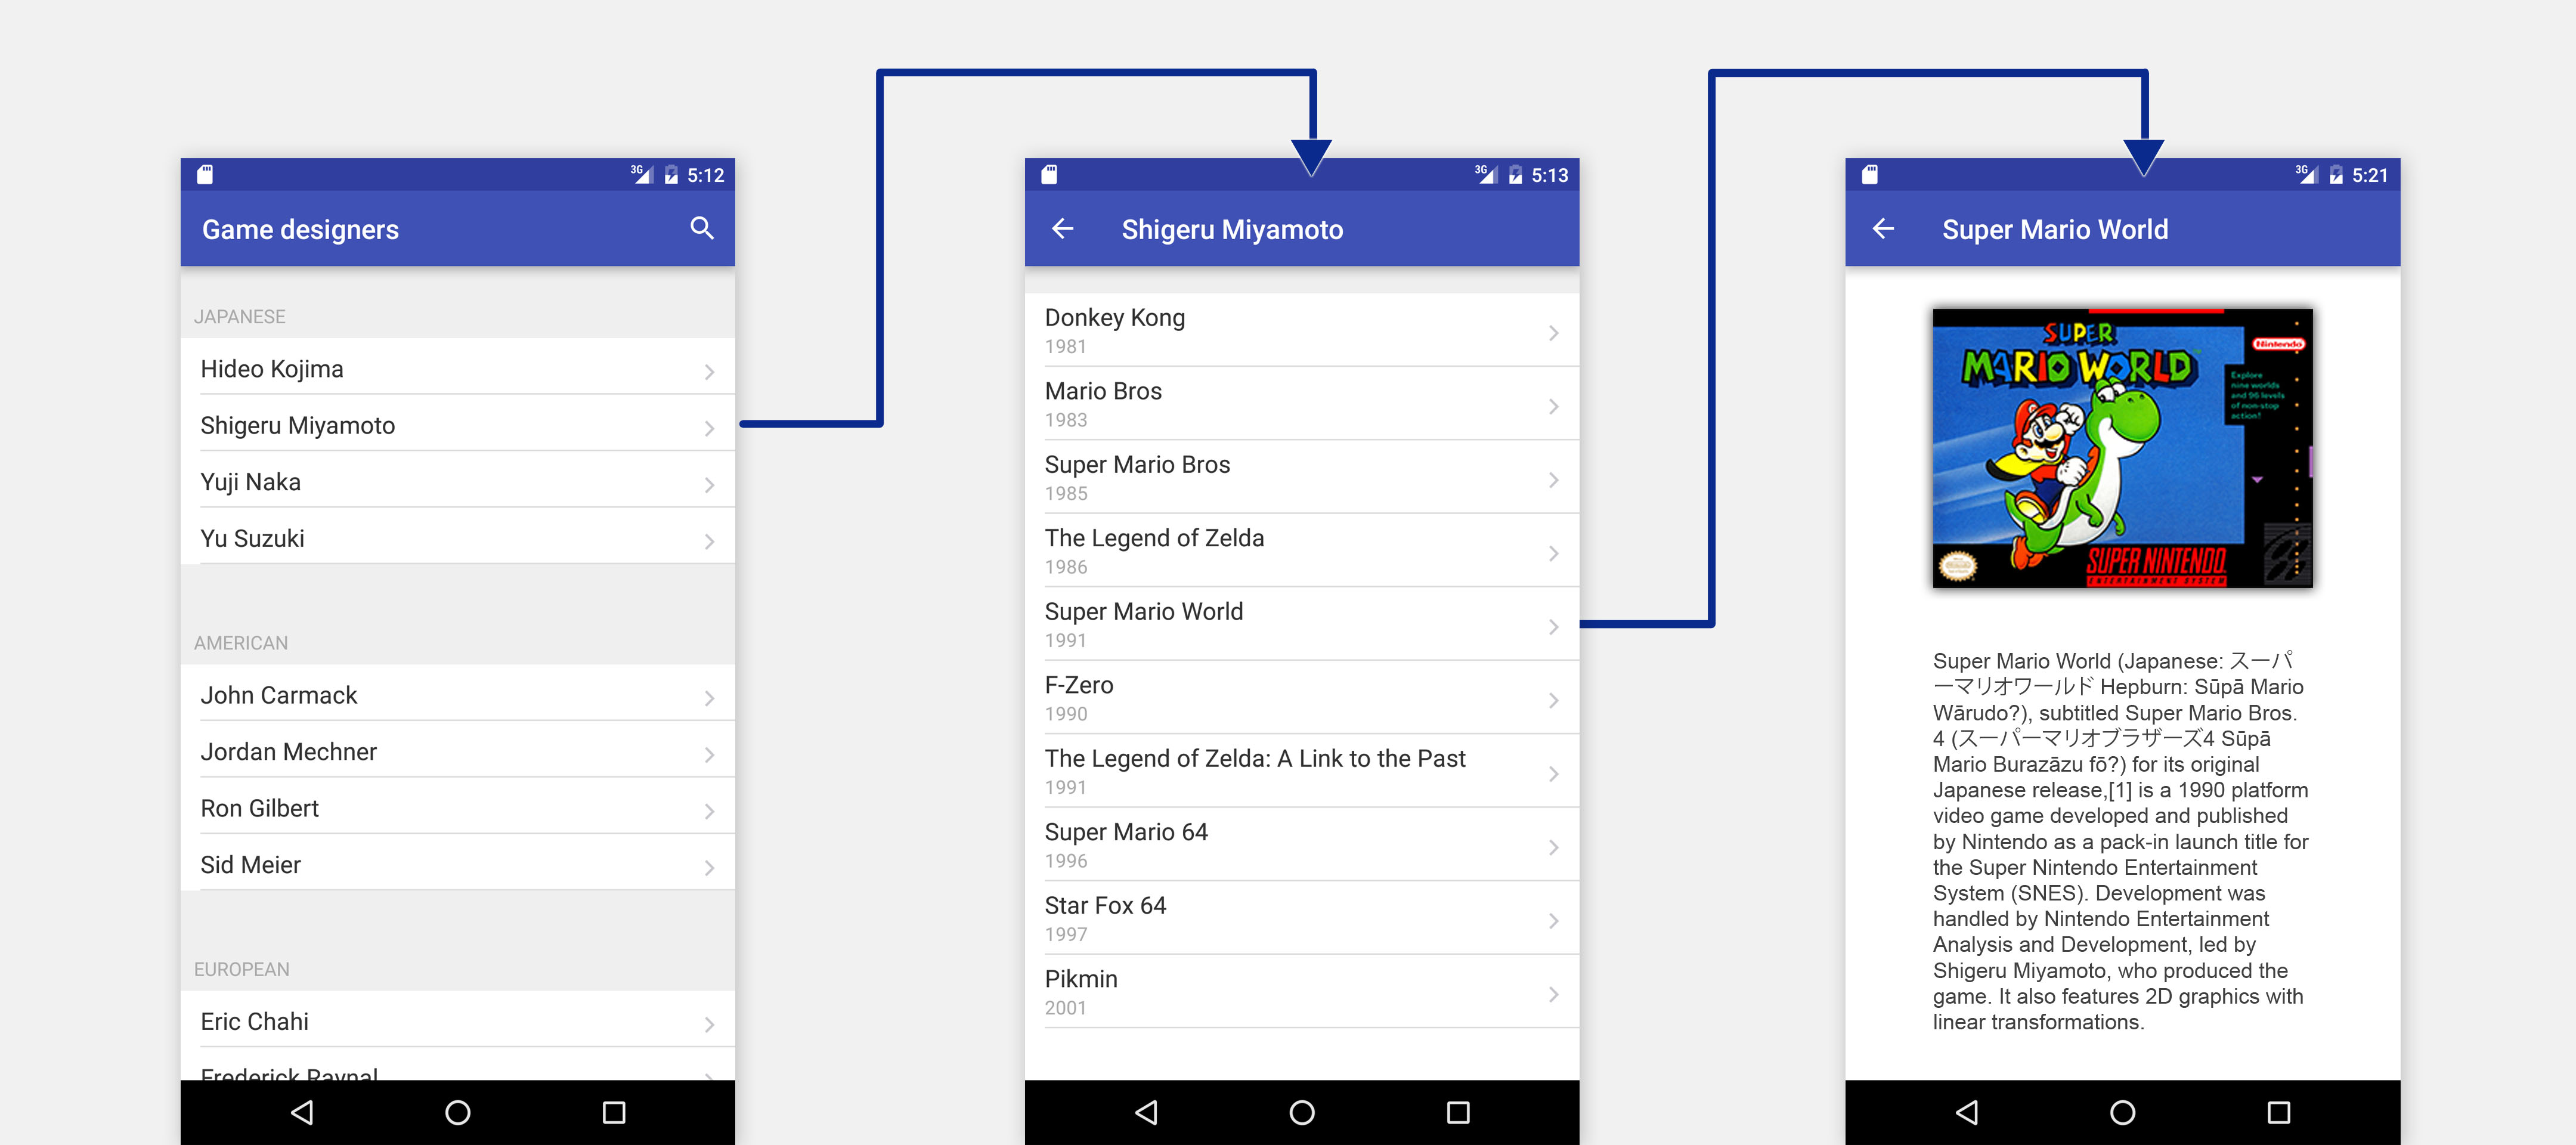 3G 5:12
Game designers
JAPANESE
Hideo Kojima
Shigeru Miyamoto
Yuji Naka
Yu Suzuki
AMERICAN
John Carmack
Jordan Mechner
Ron Gilbert
Sid Meier
EUROPEAN
Eric Chahi
Frederick Raynal
3G 5:13
Shigeru Miyamoto
Donkey Kong
1981
Mario Bros
1983
Super Mario Bros
1985
The Legend of Zelda
1986
Super Mario World
1991
F-Zero
1990
The Legend of Zelda: A Link to the Past
1991
Super Mario 64
1996
Star Fox 64
1997
Pikmin
2001
3G 5:21
Super Mario World
SUPER
MARIO WORLD
Nintendo
Explore
nine worlds
and 96 levels
of non-stop
action!
SUPER NINTENDO
ENTERTAINMENT SYSTEM
Super Mario World (Japanese: スーパ
ーマリオワールド Hepburn: Sūpā Mario
Wārudo?), subtitled Super Mario Bros.
4 (スーパーマリオブラザーズ4 Sūpā
Mario Burazāzu fō?) for its original
Japanese release,[1] is a 1990 platform
video game developed and published
by Nintendo as a pack-in launch title for
the Super Nintendo Entertainment
System (SNES). Development was
handled by Nintendo Entertainment
Analysis and Development, led by
Shigeru Miyamoto, who produced the
game. It also features 2D graphics with
linear transformations.